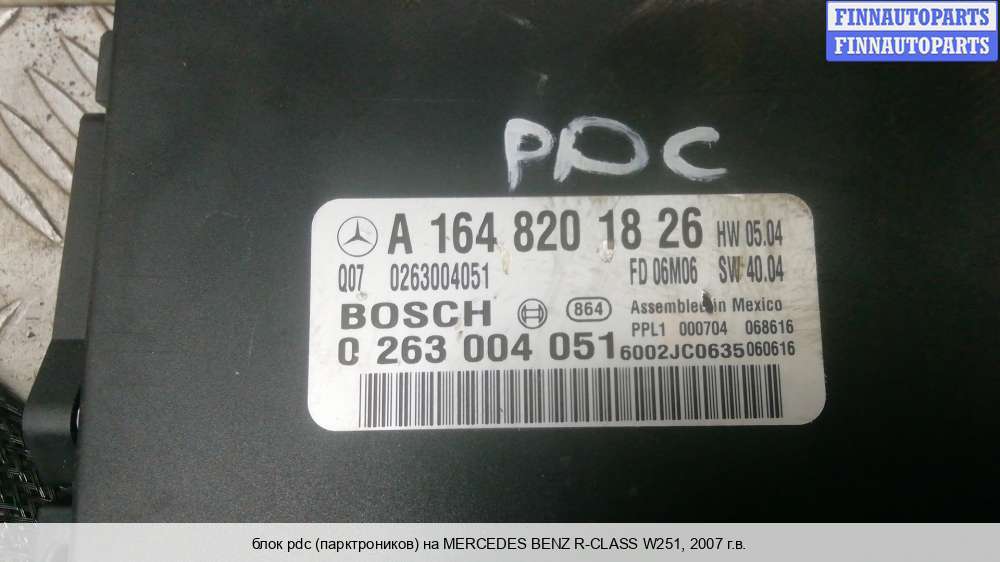 FINNAUTOPARTS
FINNAUTOPARTS
PDC
A 164 820 18 26 HW 05.04
Q07 0263004051 FD 06M06 SW 40.04
BOSCH 864 Assembled in Mexico
PPL1 000704 068616
0 263 004 051 6002JC0635060616
блок pdc (парктроников) на MERCEDES BENZ R-CLASS W251, 2007 г.в.